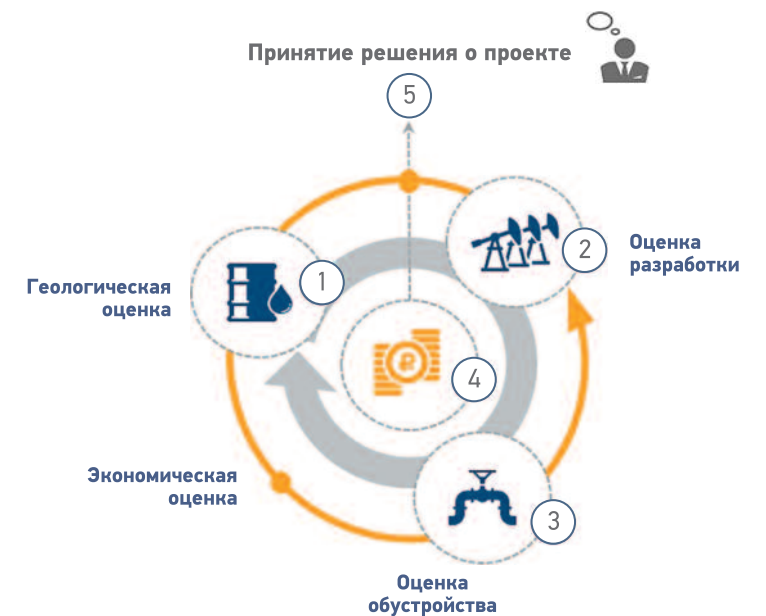 Принятие решения о проекте
5
2
Оценка
разработки
1
Геологическая
оценка
₽
4
Экономическая
оценка
3
Оценка
обустройства